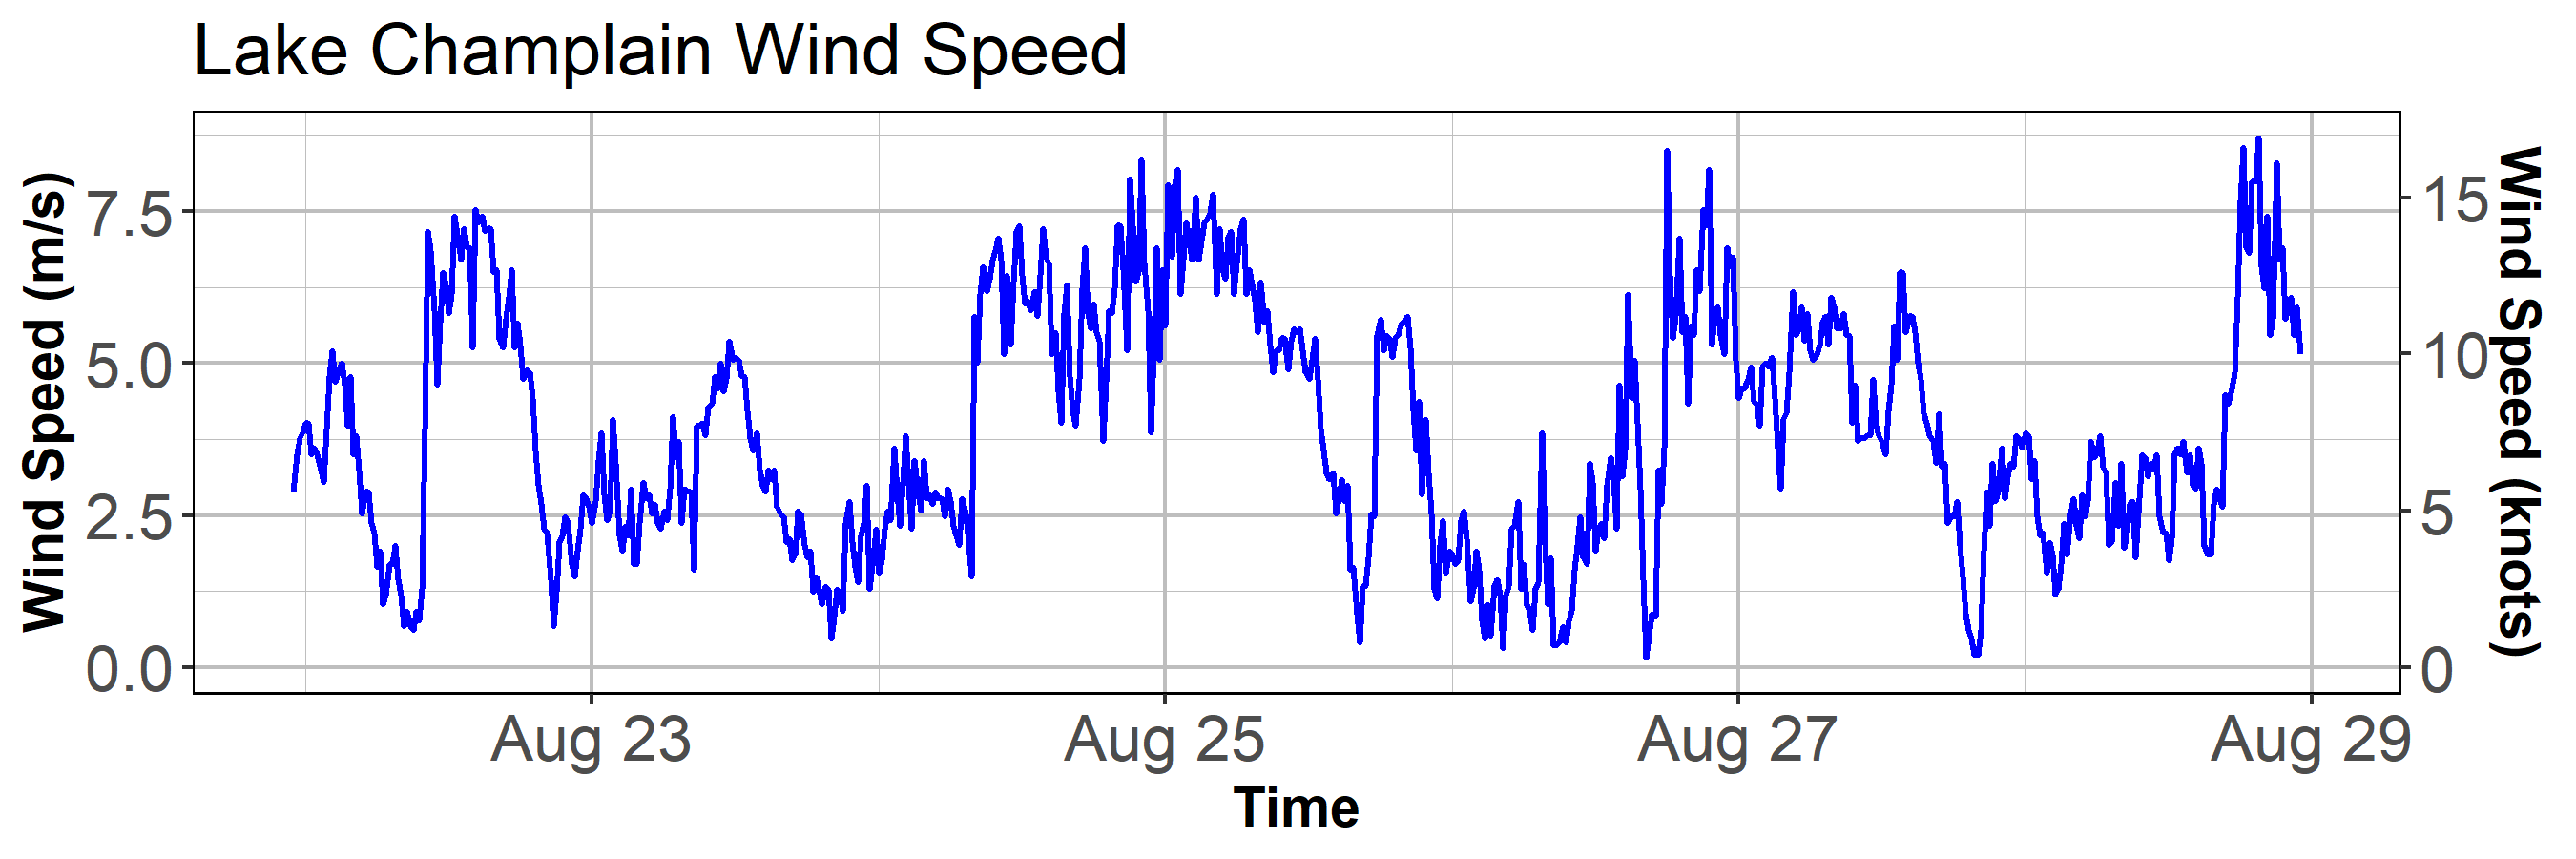 Lake Champlain Wind Speed
Wind Speed (m/s)
7.5
5.0
2.5
0.0
15
10
5
0
Wind Speed (knots)
Aug 23
Aug 25
Aug 27
Aug 29
Time